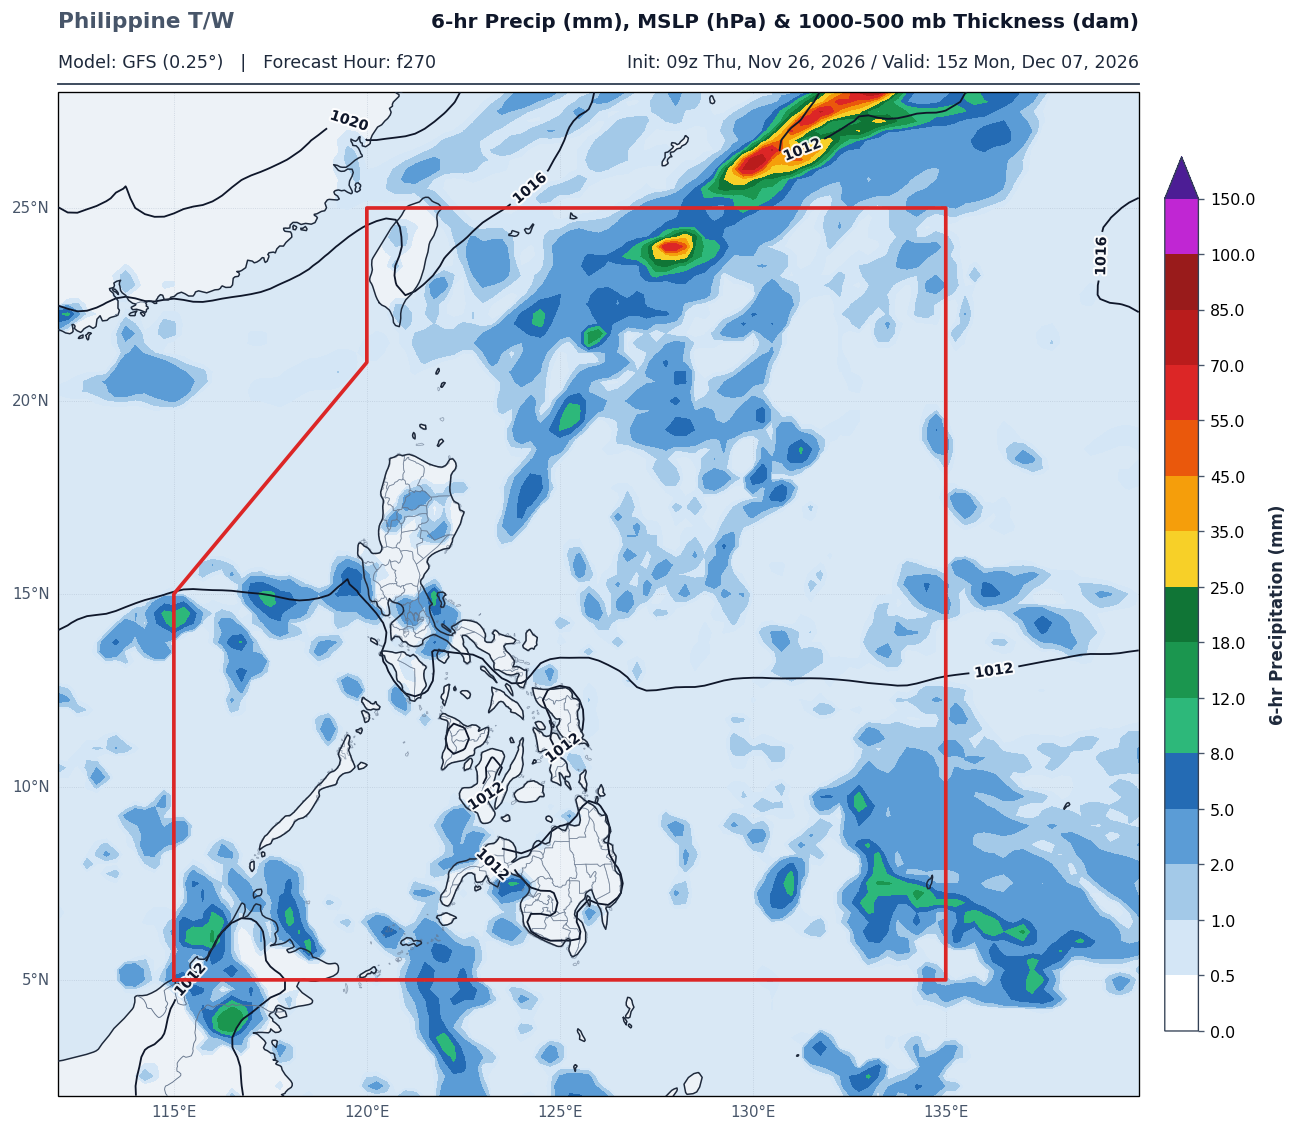 Philippine T/W
6-hr Precip (mm), MSLP (hPa) & 1000-500 mb Thickness (dam)
Model: GFS (0.25°) | Forecast Hour: f270
Init: 09z Thu, Nov 26, 2026 / Valid: 15z Mon, Dec 07, 2026
1020
1012
1016
1016
1012
1012
1012
1012
1012
25°N
20°N
15°N
10°N
5°N
115°E
120°E
125°E
130°E
135°E
150.0
100.0
85.0
70.0
55.0
45.0
35.0
25.0
18.0
12.0
8.0
5.0
2.0
1.0
0.5
0.0
6-hr Precipitation (mm)